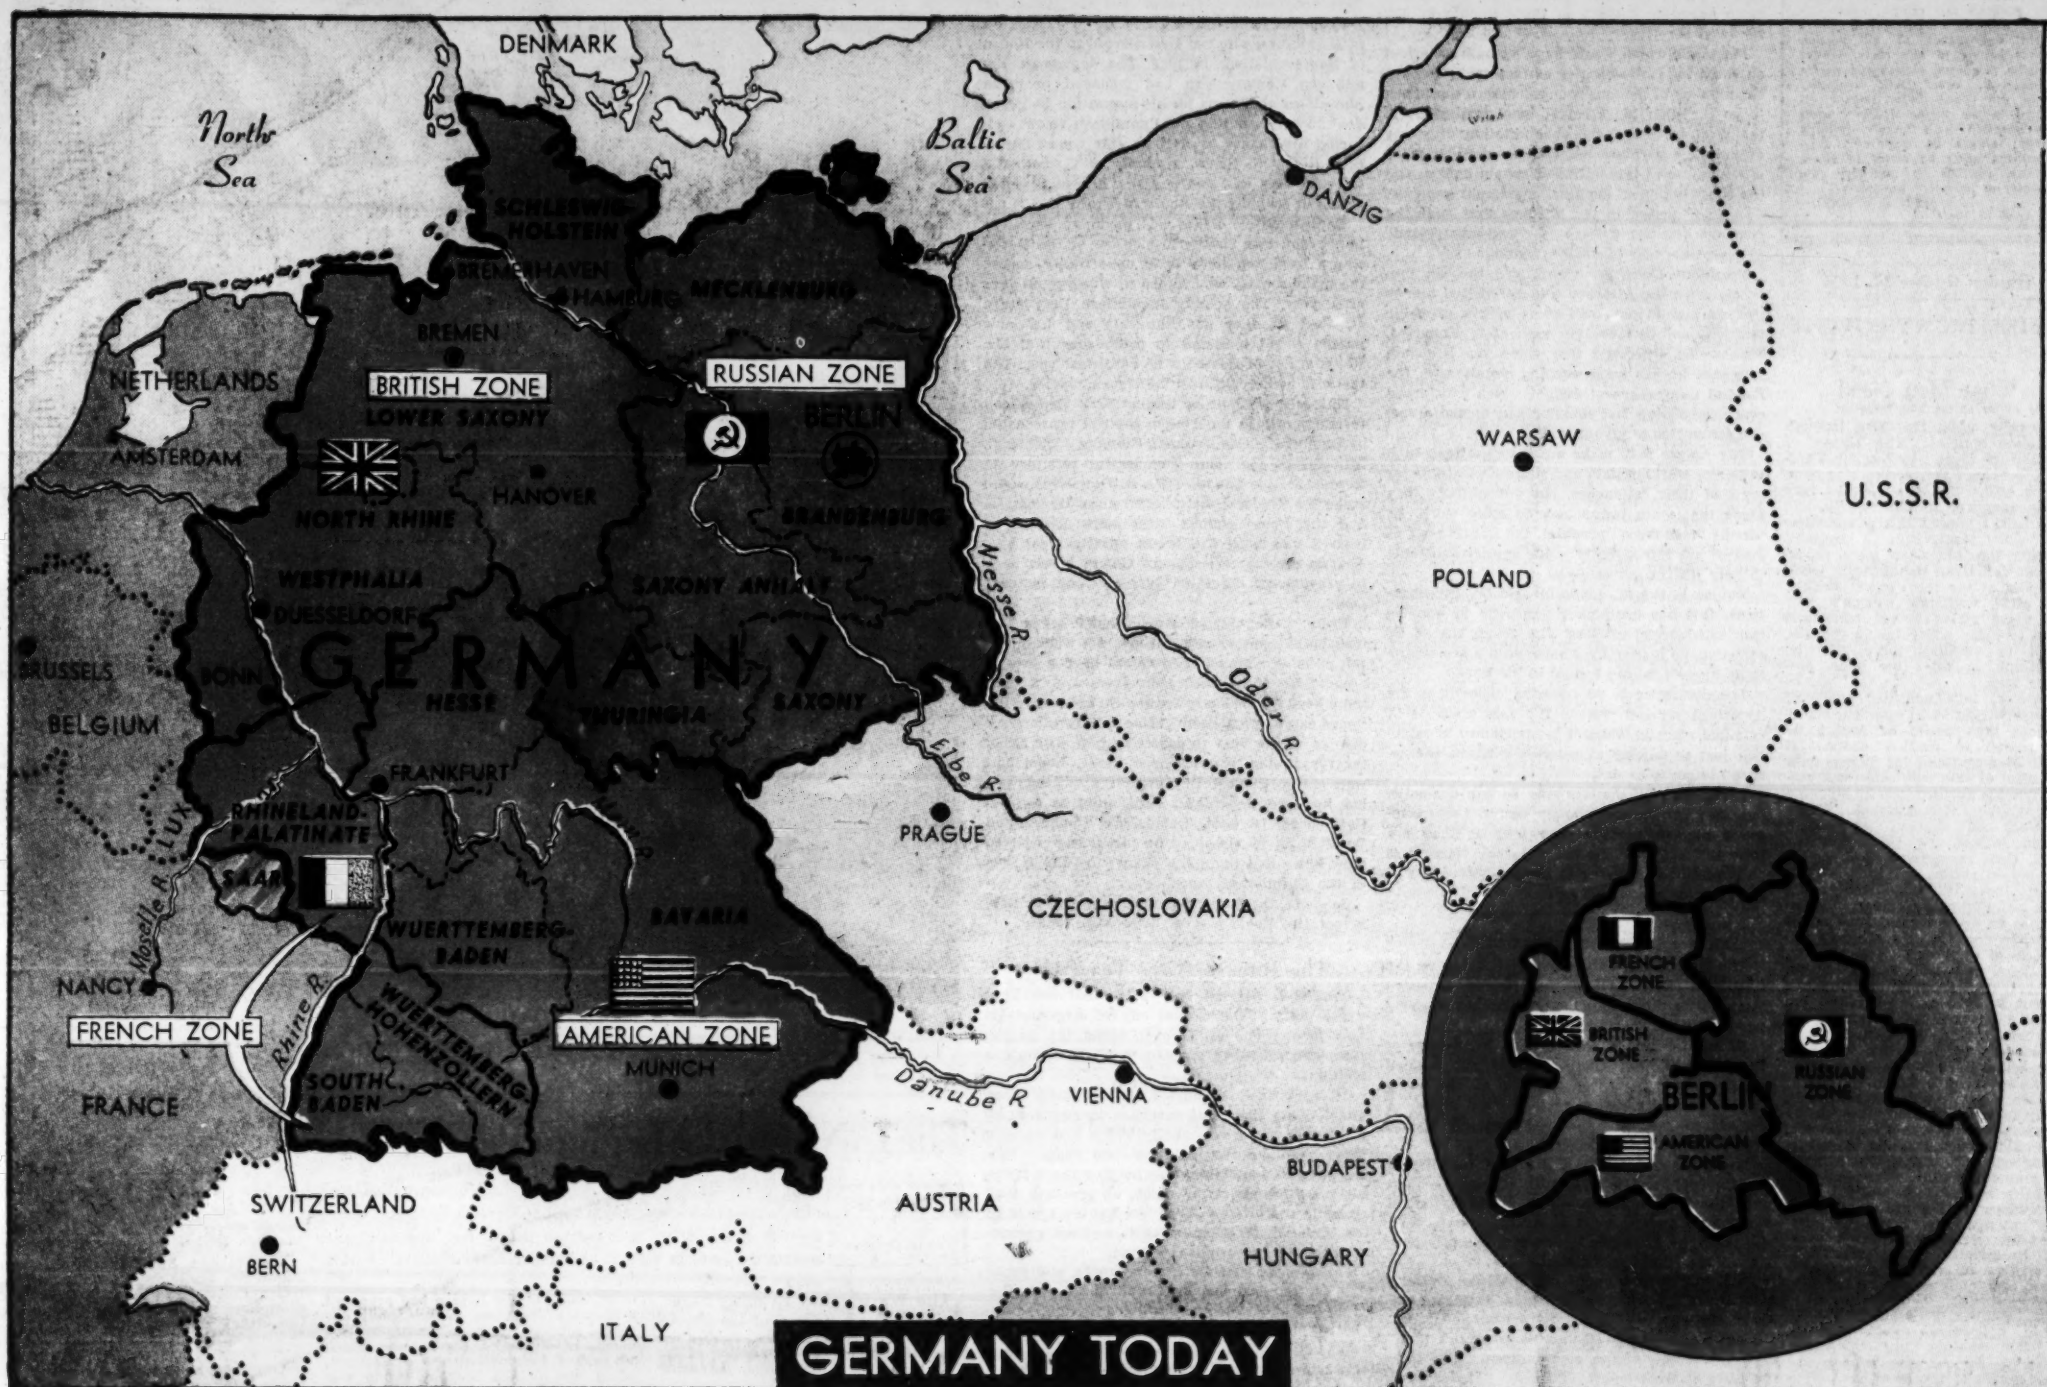 DENMARK
North
Sea
Baltic
Sea
DANZIG
SCHLESWIG-
HOLSTEIN
BREMERHAVEN
HAMBURG
MECKLENBURG
BREMEN
NETHERLANDS
BRITISH ZONE
RUSSIAN ZONE
LOWER SAXONY
BERLIN
AMSTERDAM
WARSAW
HANOVER
U.S.S.R.
NORTH RHINE
BRANDENBURG
WESTPHALIA
SAXONY ANHALT
Niesse R.
POLAND
DUESSELDORF
GERMANY
BRUSSELS
BONN
HESSE
THURINGIA
SAXONY
Oder R.
BELGIUM
Elbe R.
FRANKFURT
LUX.
RHINELAND-
PALATINATE
PRAGUE
SAAR
Moselle R.
BAVARIA
CZECHOSLOVAKIA
WUERTTEMBERG-
BADEN
NANCY
FRENCH ZONE
Rhine R.
WUERTTEMBERG-
HOHENZOLLERN
AMERICAN ZONE
MUNICH
SOUTH
BADEN
FRANCE
Danube R
VIENNA
FRENCH
ZONE
BRITISH
ZONE
RUSSIAN
ZONE
BERLIN
AMERICAN
ZONE
BUDAPEST
SWITZERLAND
AUSTRIA
BERN
HUNGARY
ITALY
GERMANY TODAY